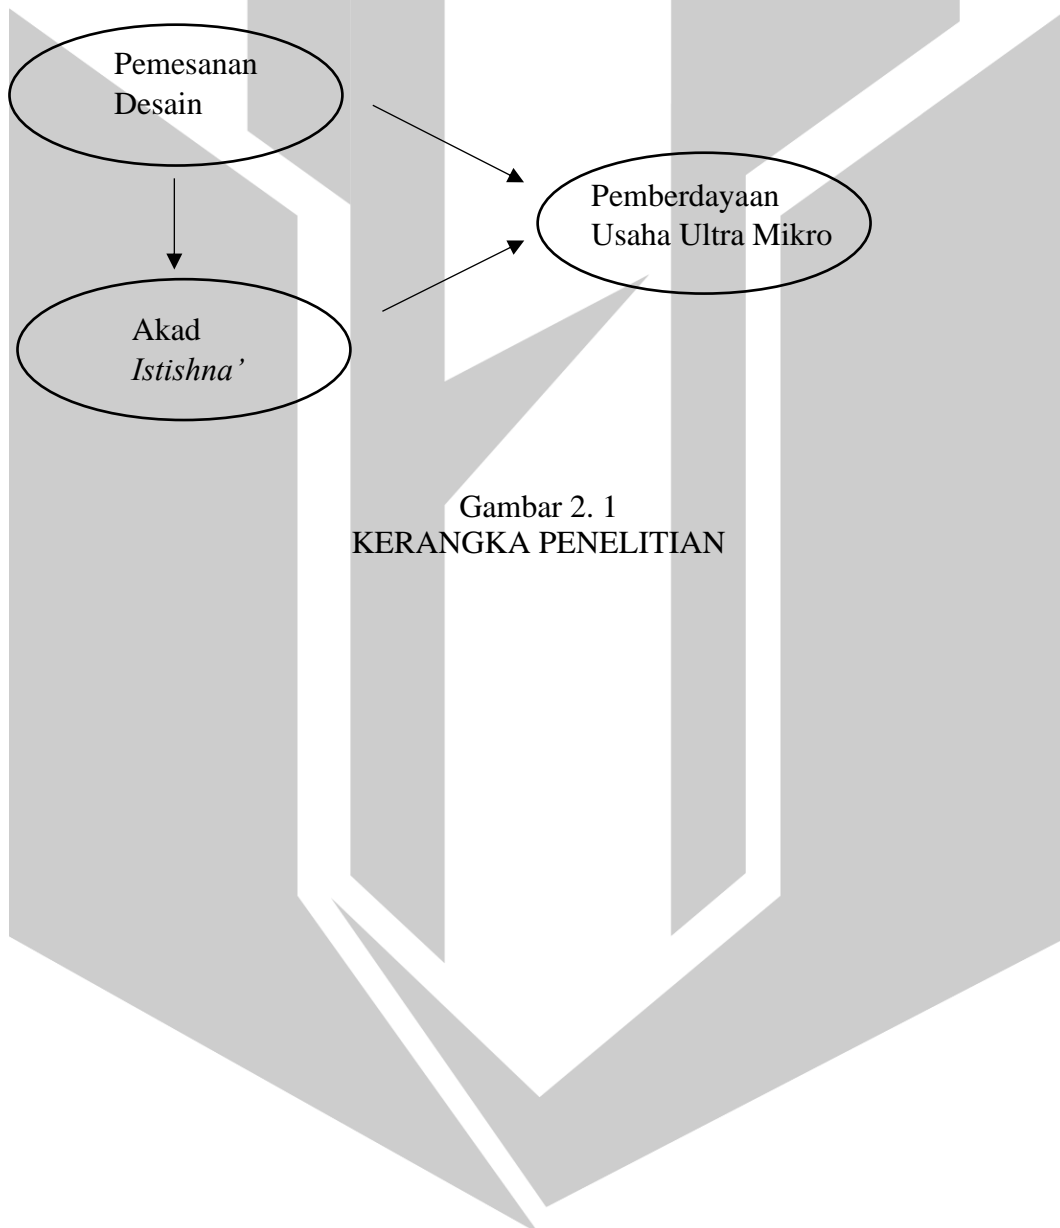 Pemesanan
Desain
Pemberdayaan
Usaha Ultra Mikro
Akad
Istishna’
Gambar 2. 1
KERANGKA PENELITIAN